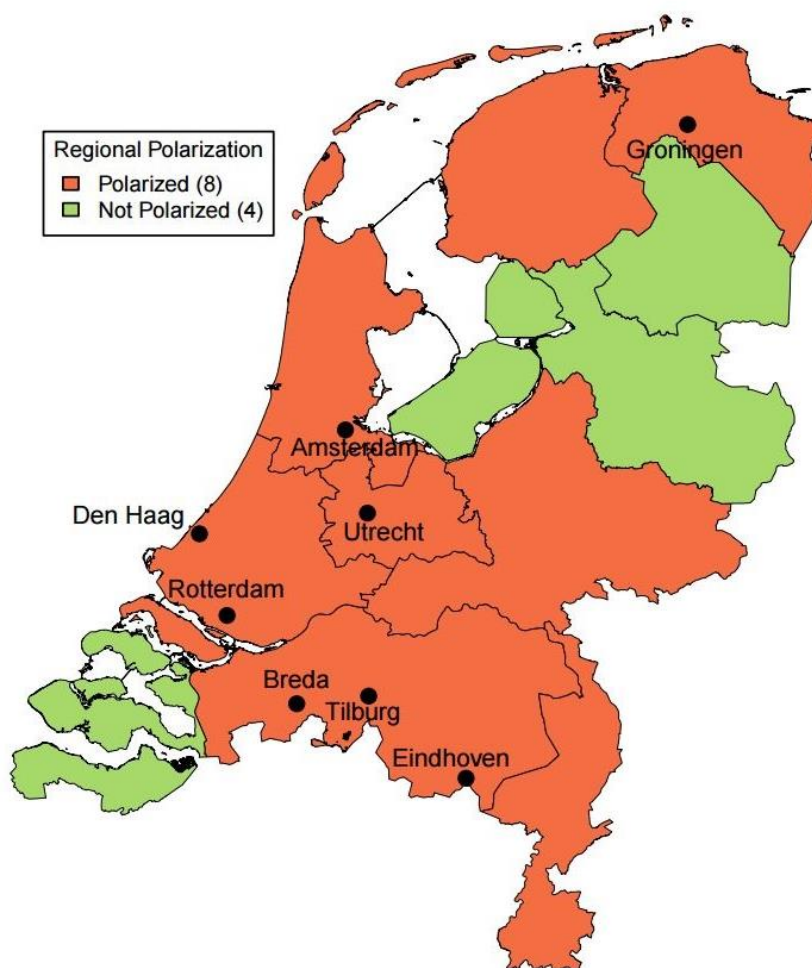 Regional Polarization
Polarized (8)
Not Polarized (4)
Groningen
Amsterdam
Den Haag
Utrecht
Rotterdam
Breda
Tilburg
Eindhoven